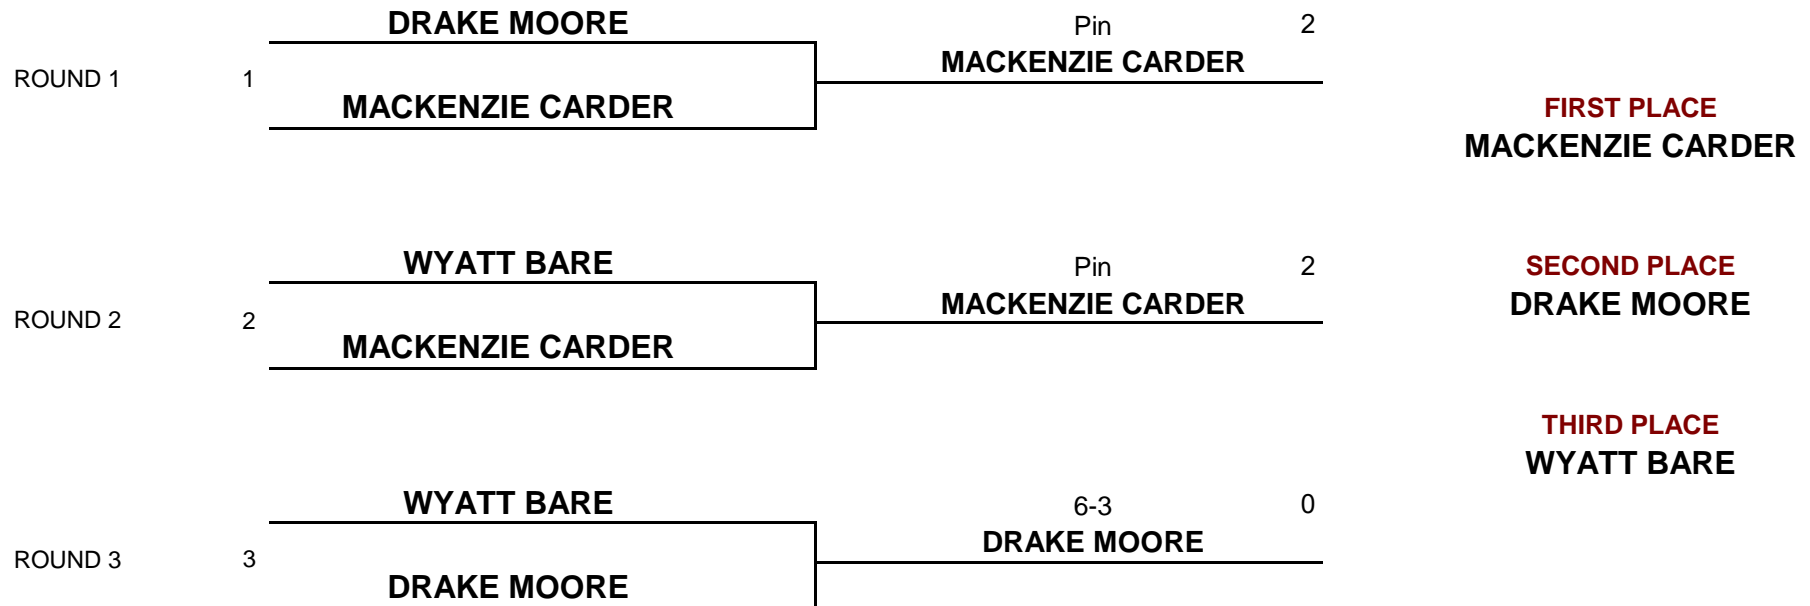 DRAKE MOORE
Pin 2
MACKENZIE CARDER
ROUND 1 1
MACKENZIE CARDER
FIRST PLACE
MACKENZIE CARDER
WYATT BARE
Pin 2
SECOND PLACE
MACKENZIE CARDER
DRAKE MOORE
ROUND 2 2
MACKENZIE CARDER
THIRD PLACE
WYATT BARE
WYATT BARE
6-3 0
DRAKE MOORE
ROUND 3 3
DRAKE MOORE